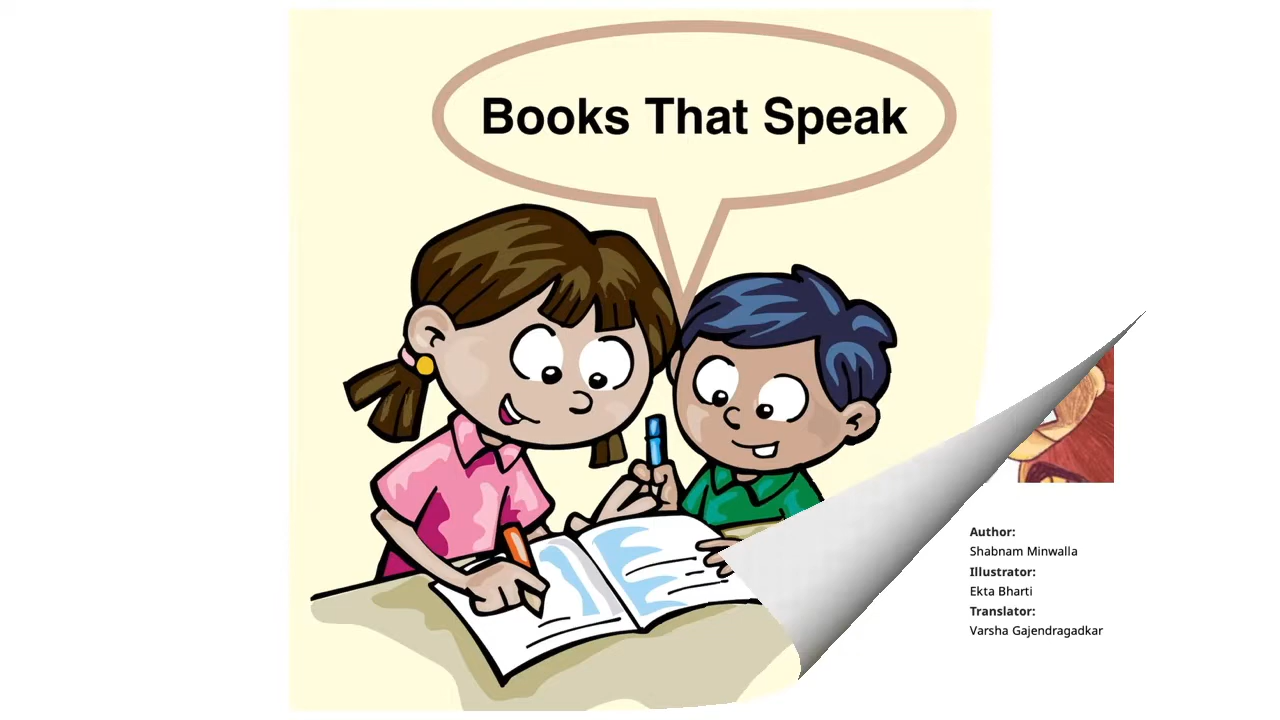 Books That Speak
Author:
Shabnam Minwalla
Illustrator:
Ekta Bharti
Translator:
Varsha Gajendragadkar